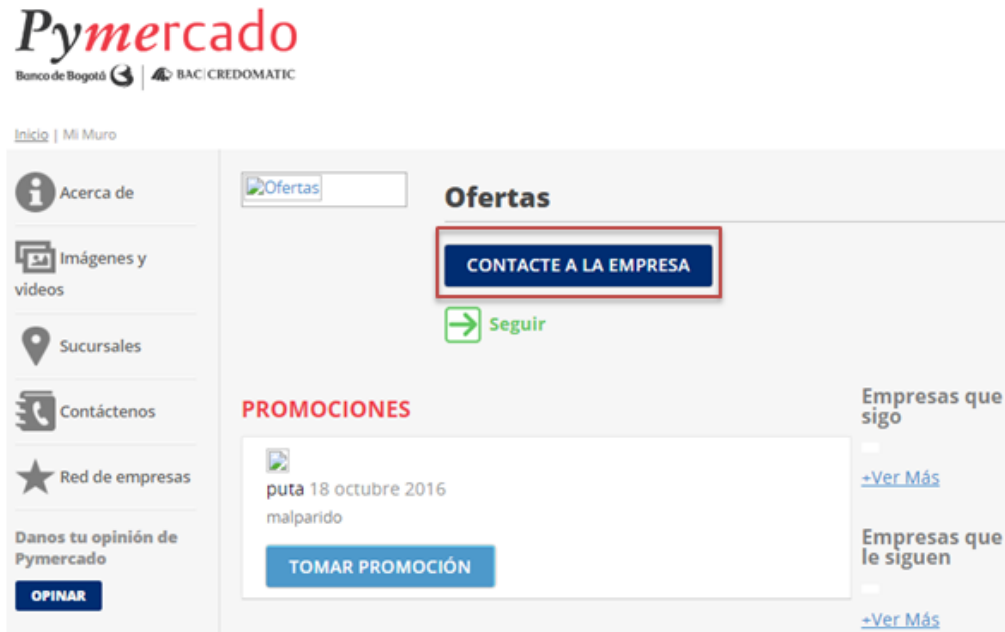 Pymercado
Banco de Bogotá | BAC|CREDOMATIC
Inicio | Mi Muro
Acerca de
Imágenes y
videos
Sucursales
Contáctenos
Red de empresas
Danos tu opinión de
Pymercado
OPINAR
Ofertas
Ofertas
CONTACTE A LA EMPRESA
Seguir
PROMOCIONES
puta 18 octubre 2016
malparido
TOMAR PROMOCIÓN
Empresas que
sigo
+Ver Más
Empresas que
le siguen
+Ver Más